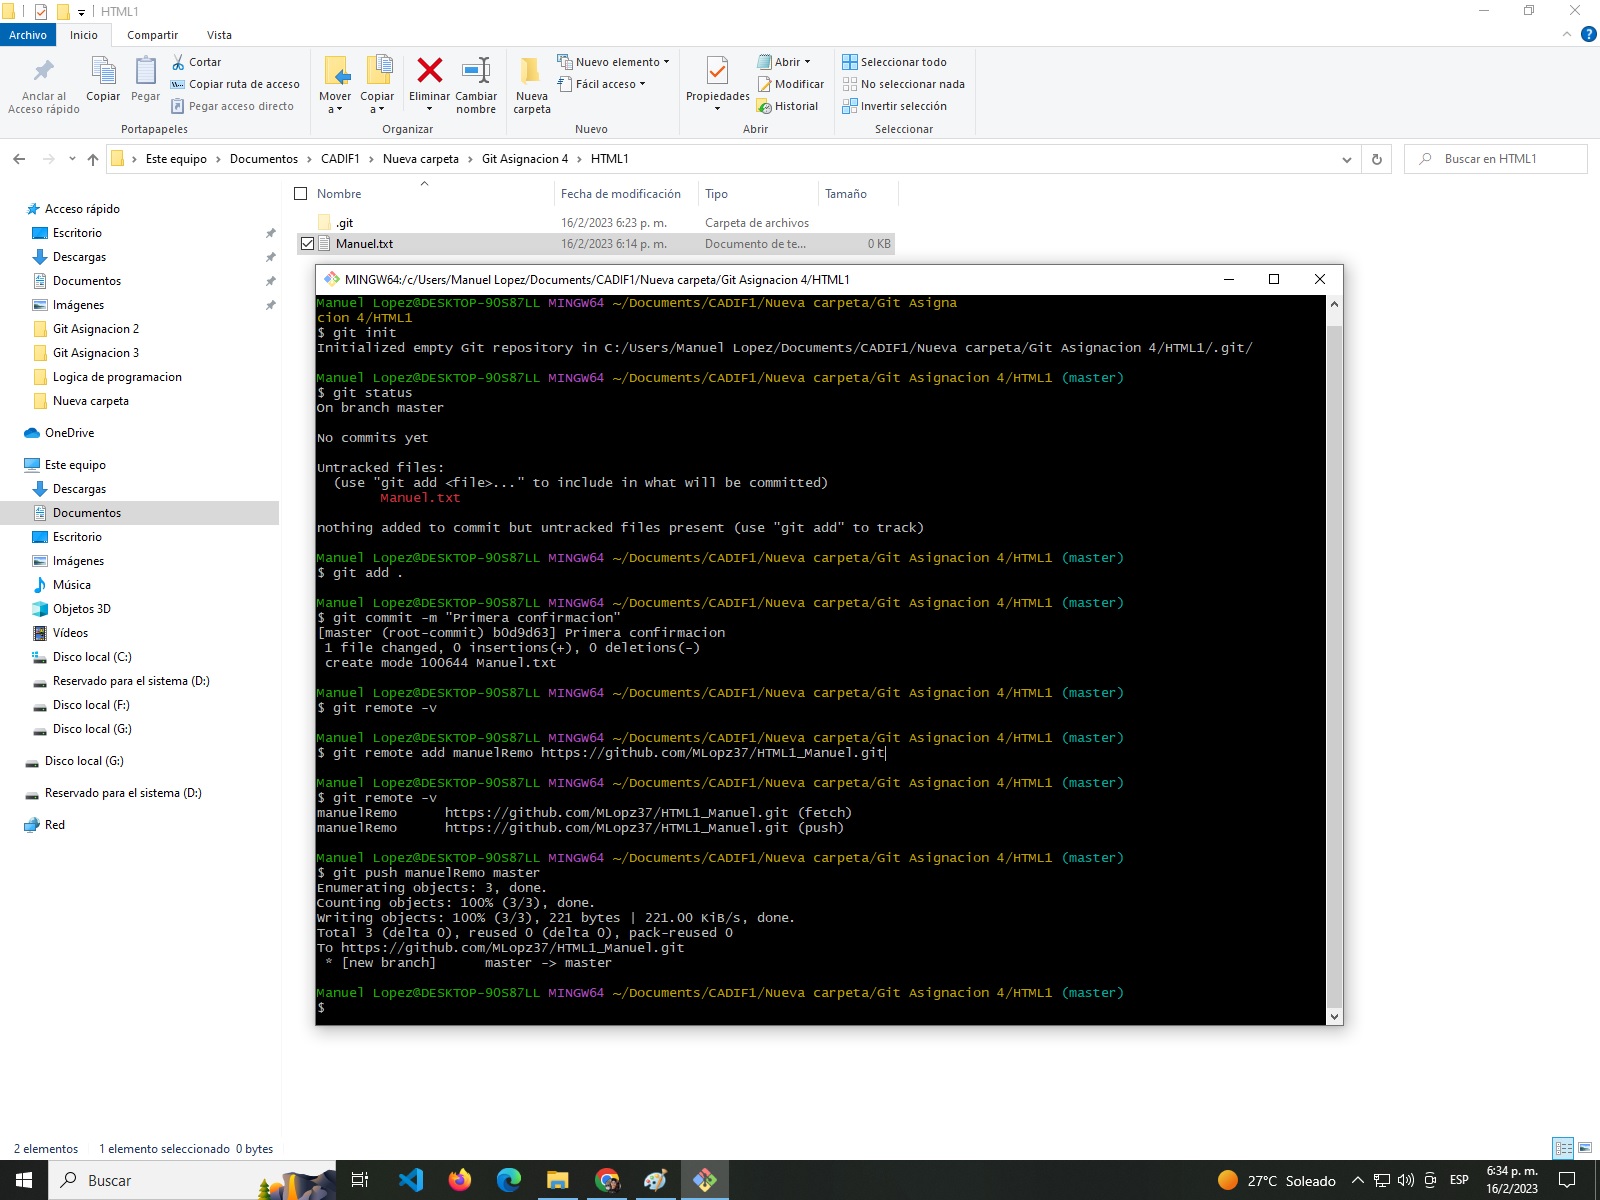 HTML1
Archivo
Inicio
Compartir
Vista
Anclar al
Acceso rápido
Copiar
Pegar
Cortar
Copiar ruta de acceso
Pegar acceso directo
Portapapeles
Mover
a
Copiar
a
Eliminar
Cambiar
nombre
Organizar
Nueva
carpeta
Nuevo elemento
Fácil acceso
Nuevo
Propiedades
Abrir
Modificar
Historial
Abrir
Seleccionar todo
No seleccionar nada
Invertir selección
Seleccionar
Este equipo > Documentos > CADIF1 > Nueva carpeta > Git Asignacion 4 > HTML1
Buscar en HTML1
Nombre Fecha de modificación Tipo Tamaño
.git 16/2/2023 6:23 p. m. Carpeta de archivos
Manuel.txt 16/2/2023 6:14 p. m. Documento de te... 0 KB
Acceso rápido
Escritorio
Descargas
Documentos
Imágenes
Git Asignacion 2
Git Asignacion 3
Logica de programacion
Nueva carpeta
OneDrive
Este equipo
Descargas
Documentos
Escritorio
Imágenes
Música
Objetos 3D
Vídeos
Disco local (C:)
Reservado para el sistema (D:)
Disco local (F:)
Disco local (G:)
Disco local (G:)
Reservado para el sistema (D:)
Red
MINGW64:/c/Users/Manuel Lopez/Documents/CADIF1/Nueva carpeta/Git Asignacion 4/HTML1
Manuel Lopez@DESKTOP-90S87LL MINGW64 ~/Documents/CADIF1/Nueva carpeta/Git Asigna
cion 4/HTML1
$ git init
Initialized empty Git repository in C:/Users/Manuel Lopez/Documents/CADIF1/Nueva carpeta/Git Asignacion 4/HTML1/.git/
Manuel Lopez@DESKTOP-90S87LL MINGW64 ~/Documents/CADIF1/Nueva carpeta/Git Asignacion 4/HTML1 (master)
$ git status
On branch master
No commits yet
Untracked files:
(use "git add <file>..." to include in what will be committed)
Manuel.txt
nothing added to commit but untracked files present (use "git add" to track)
Manuel Lopez@DESKTOP-90S87LL MINGW64 ~/Documents/CADIF1/Nueva carpeta/Git Asignacion 4/HTML1 (master)
$ git add .
Manuel Lopez@DESKTOP-90S87LL MINGW64 ~/Documents/CADIF1/Nueva carpeta/Git Asignacion 4/HTML1 (master)
$ git commit -m "Primera confirmacion"
[master (root-commit) b0d9d63] Primera confirmacion
1 file changed, 0 insertions(+), 0 deletions(-)
create mode 100644 Manuel.txt
Manuel Lopez@DESKTOP-90S87LL MINGW64 ~/Documents/CADIF1/Nueva carpeta/Git Asignacion 4/HTML1 (master)
$ git remote -v
Manuel Lopez@DESKTOP-90S87LL MINGW64 ~/Documents/CADIF1/Nueva carpeta/Git Asignacion 4/HTML1 (master)
$ git remote add manuelRemo https://github.com/MLopz37/HTML1_Manuel.git
Manuel Lopez@DESKTOP-90S87LL MINGW64 ~/Documents/CADIF1/Nueva carpeta/Git Asignacion 4/HTML1 (master)
$ git remote -v
manuelRemo https://github.com/MLopz37/HTML1_Manuel.git (fetch)
manuelRemo https://github.com/MLopz37/HTML1_Manuel.git (push)
Manuel Lopez@DESKTOP-90S87LL MINGW64 ~/Documents/CADIF1/Nueva carpeta/Git Asignacion 4/HTML1 (master)
$ git push manuelRemo master
Enumerating objects: 3, done.
Counting objects: 100% (3/3), done.
Writing objects: 100% (3/3), 221 bytes | 221.00 KiB/s, done.
Total 3 (delta 0), reused 0 (delta 0), pack-reused 0
To https://github.com/MLopz37/HTML1_Manuel.git
* [new branch] master -> master
Manuel Lopez@DESKTOP-90S87LL MINGW64 ~/Documents/CADIF1/Nueva carpeta/Git Asignacion 4/HTML1 (master)
$
2 elementos 1 elemento seleccionado 0 bytes
Buscar
27°C Soleado
ESP
6:34 p. m.
16/2/2023